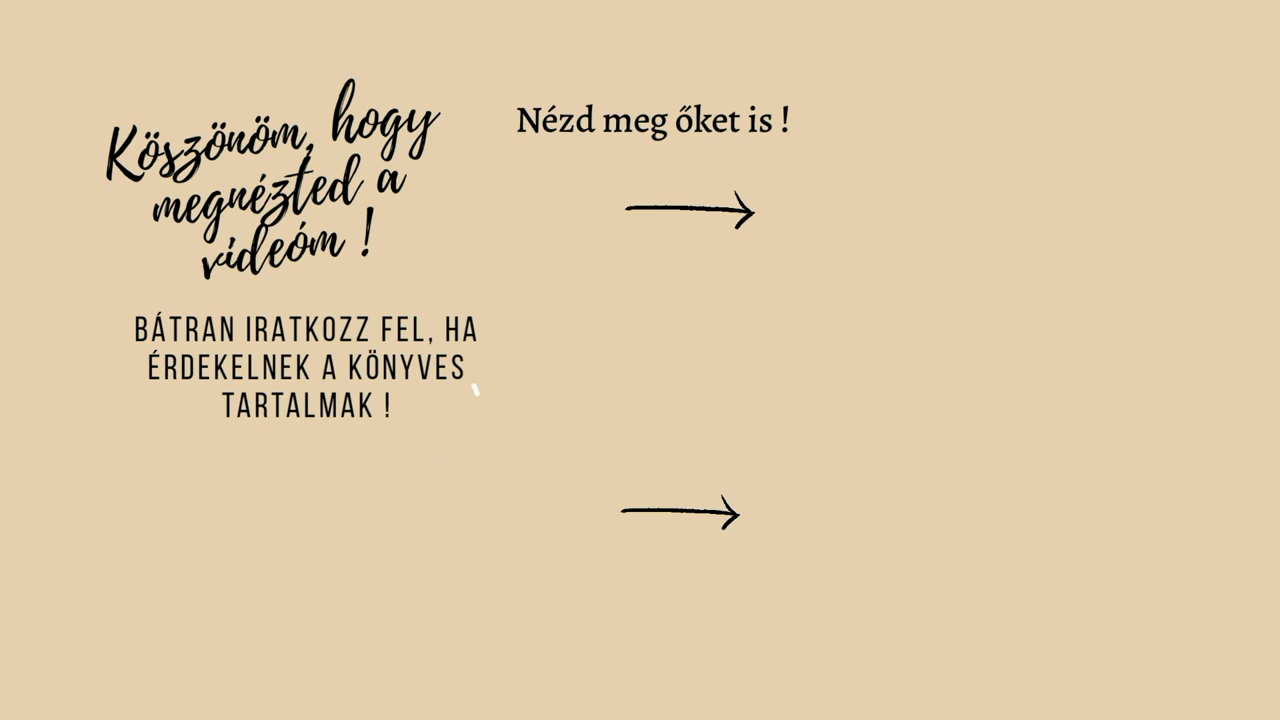 Köszönöm, hogy
megnézted a
videóm !
BÁTRAN IRATKOZZ FEL, HA
ÉRDEKELNEK A KÖNYVES
TARTALMAK !
Nézd meg őket is !